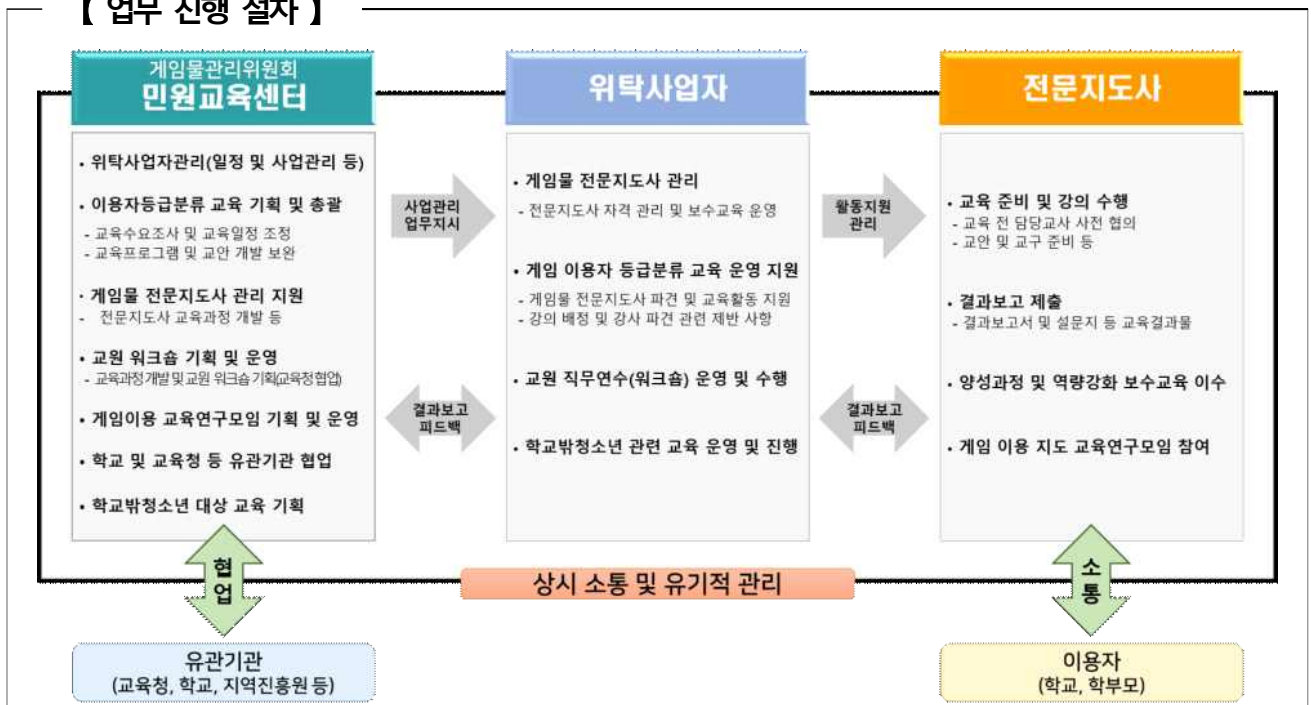 【 업무 진행 절차 】
게임물관리위원회
민원교육센터
• 위탁사업자관리(일정 및 사업관리 등)
• 이용자등급분류 교육 기획 및 총괄
- 교육수요조사 및 교육일정 조정
- 교육프로그램 및 교안 개발 보완
• 게임물 전문지도사 관리 지원
- 전문지도사 교육과정 개발 등
• 교원 워크숍 기획 및 운영
- 교육과정개발 및 교원 워크숍 기획(교육청협업)
• 게임이용 교육연구모임 기획 및 운영
• 학교 및 교육청 등 유관기관 협업
• 학교밖청소년 대상 교육 기획
사업관리
업무지시
결과보고
피드백
위탁사업자
• 게임물 전문지도사 관리
- 전문지도사 자격 관리 및 보수교육 운영
• 게임 이용자 등급분류 교육 운영 지원
- 게임물 전문지도사 파견 및 교육활동 지원
- 강의 배정 및 강사 파견 관련 제반 사항
• 교원 직무연수(워크숍) 운영 및 수행
• 학교밖청소년 관련 교육 운영 및 진행
활동지원
관리
결과보고
피드백
전문지도사
• 교육 준비 및 강의 수행
- 교육 전 담당교사 사전 협의
- 교안 및 교구 준비 등
• 결과보고 제출
- 결과보고서 및 설문지 등 교육결과물
• 양성과정 및 역량강화 보수교육 이수
• 게임 이용 지도 교육연구모임 참여
협업
상시 소통 및 유기적 관리
소통
유관기관
(교육청, 학교, 지역진흥원 등)
이용자
(학교, 학부모)